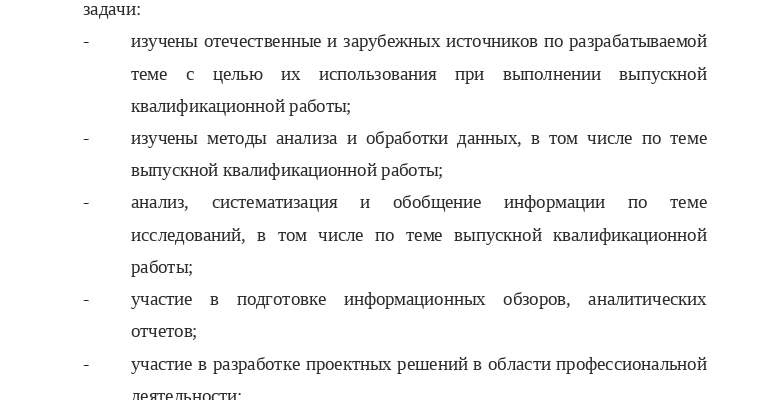 задачи:
- изучены отечественные и зарубежных источников по разрабатываемой
теме с целью их использования при выполнении выпускной
квалификационной работы;
- изучены методы анализа и обработки данных, в том числе по теме
выпускной квалификационной работы;
- анализ, систематизация и обобщение информации по теме
исследований, в том числе по теме выпускной квалификационной
работы;
- участие в подготовке информационных обзоров, аналитических
отчетов;
- участие в разработке проектных решений в области профессиональной
деятельности;